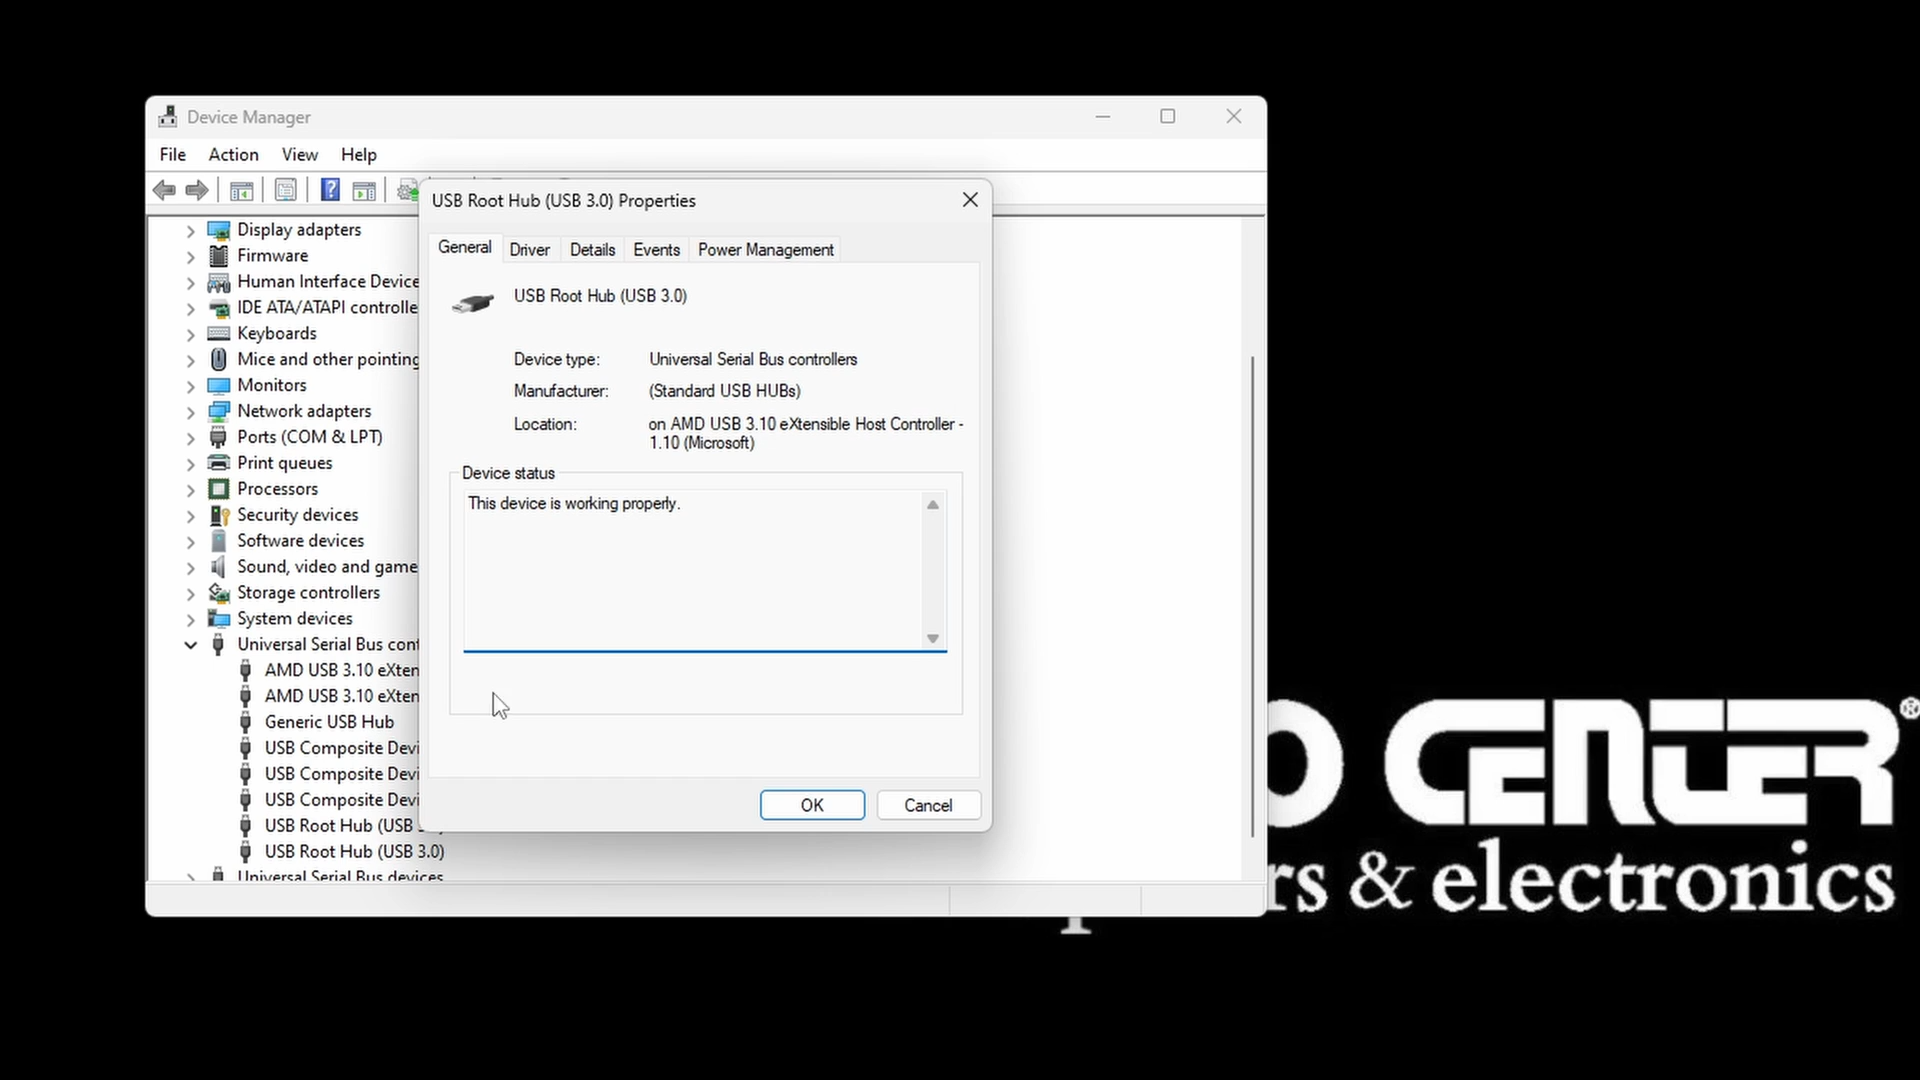 Device Manager
File Action View Help
USB Root Hub (USB 3.0) Properties
General Driver Details Events Power Management
USB Root Hub (USB 3.0)
Device type: Universal Serial Bus controllers
Manufacturer: (Standard USB HUBs)
Location: on AMD USB 3.10 eXtensible Host Controller -
1.10 (Microsoft)
Device status
This device is working properly.
OK Cancel
Display adapters
Firmware
Human Interface Device
IDE ATA/ATAPI controlle
Keyboards
Mice and other pointing
Monitors
Network adapters
Ports (COM & LPT)
Print queues
Processors
Security devices
Software devices
Sound, video and game
Storage controllers
System devices
Universal Serial Bus cont
AMD USB 3.10 eXten
AMD USB 3.10 eXten
Generic USB Hub
USB Composite Devi
USB Composite Devi
USB Composite Devi
USB Root Hub (USB 3.0)
USB Root Hub (USB 3.0)
Universal Serial Bus devices
O CENTER®
rs & electronics